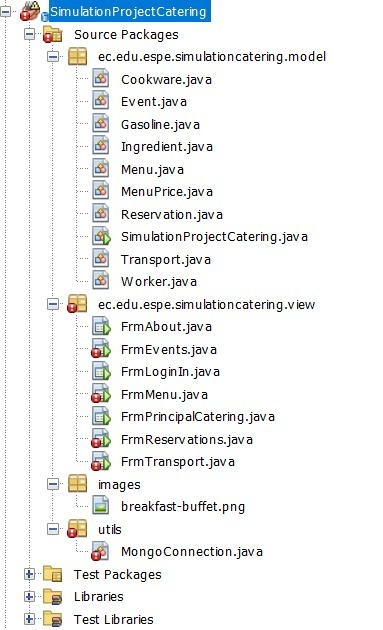 SimulationProjectCatering
Source Packages
ec.edu.espe.simulationcatering.model
Cookware.java
Event.java
Gasoline.java
Ingredient.java
Menu.java
MenuPrice.java
Reservation.java
SimulationProjectCatering.java
Transport.java
Worker.java
ec.edu.espe.simulationcatering.view
FrmAbout.java
FrmEvents.java
FrmLoginIn.java
FrmMenu.java
FrmPrincipalCatering.java
FrmReservations.java
FrmTransport.java
images
breakfast-buffet.png
utils
MongoConnection.java
Test Packages
Libraries
Test Libraries